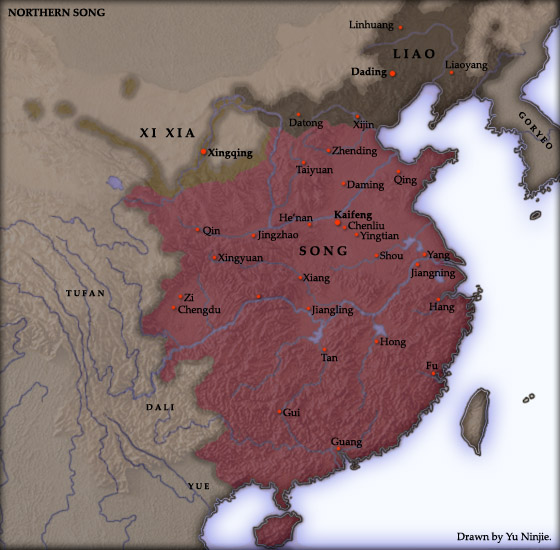 NORTHERN SONG
Linhuang
LIAO
Dading
Liaoyang
Datong
Xijin
GORYEO
XI XIA
Xingqing
Zhending
Taiyuan
Daming
Qing
He'nan
Kaifeng
Chenliu
Qin
Jingzhao
Yingtian
SONG
Xingyuan
Shou
Yang
Jiangning
Xiang
TUFAN
Zi
Chengdu
Jiangling
Hang
Hong
Tan
Fu
DALI
Gui
Guang
YUE
Drawn by Yu Ninjie.